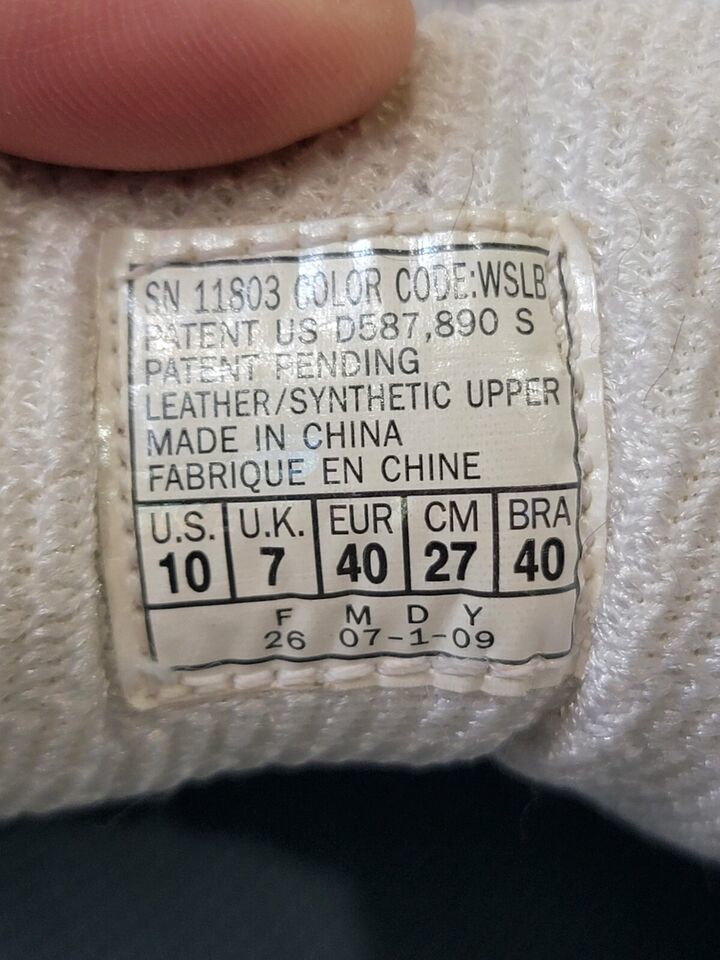 SN 11803 COLOR CODE:WSLB
PATENT US D587,890 S
PATENT PENDING
LEATHER/SYNTHETIC UPPER
MADE IN CHINA
FABRIQUE EN CHINE
U.S. U.K. EUR CM BRA
10 7 40 27 40
F M D Y
26 07-1-09